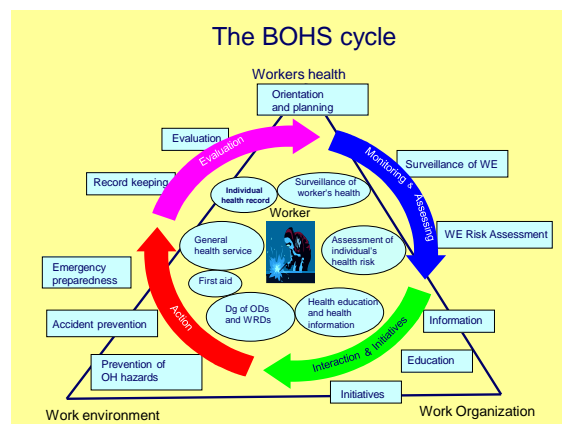 The BOHS cycle
Workers health
Orientation
and planning
Evaluation
Evaluation
Monitoring & Assessing
Surveillance of WE
Record keeping
Individual
health record
Surveillance of
worker's health
Worker
WE Risk Assessment
General
health service
Assessment of
individual's
health risk
Emergency
preparedness
First aid
Action
Dg of ODs
and WRDs
Health education
and health
information
Information
Accident prevention
Interaction & Initiatives
Education
Prevention of
OH hazards
Initiatives
Work environment
Work Organization